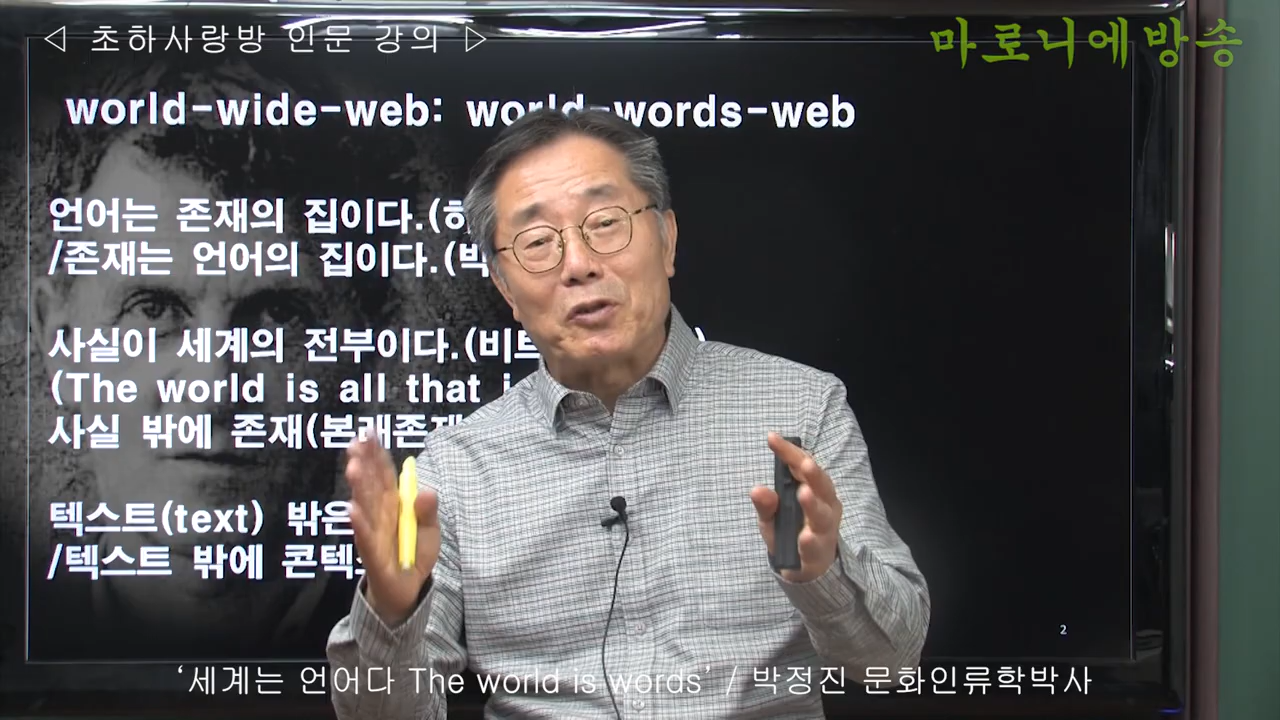 ◁ 초하사랑방 인문 강의 ▷
마로니에방송
world-wide-web: world-words-web
언어는 존재의 집이다.(하
/존재는 언어의 집이다.(박
사실이 세계의 전부이다.(비트
(The world is all that i
사실 밖에 존재(본래존재
텍스트(text) 밖은
/텍스트 밖에 콘텍스
2
‘세계는 언어다 The world is words’ / 박정진 문화인류학박사